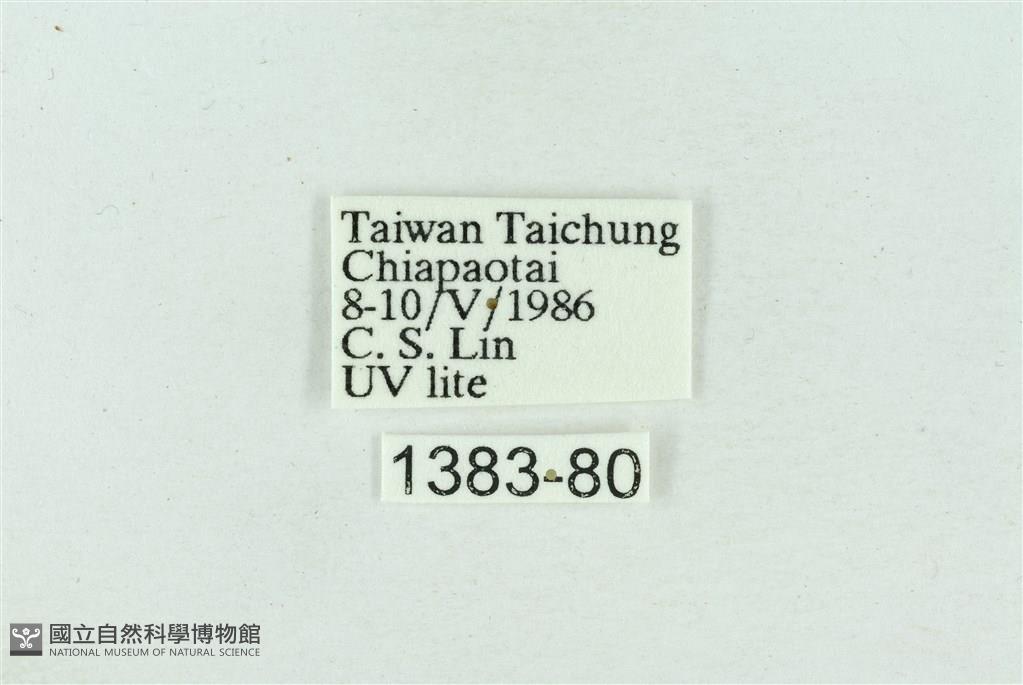 Taiwan Taichung
Chiapaotai
8-10/V/1986
C. S. Lin
UV lite
1383-80
國立自然科學博物館
NATIONAL MUSEUM OF NATURAL SCIENCE